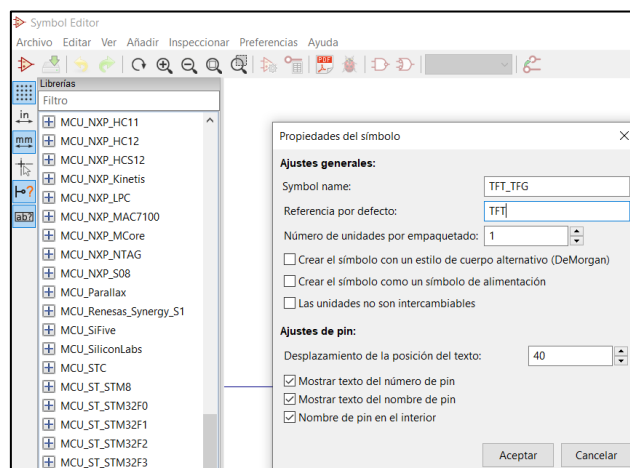 Symbol Editor
Archivo Editar Ver Añadir Inspeccionar Preferencias Ayuda
PDF
Librerías
Filtro
in
mm
ab?
MCU_NXP_HC11
MCU_NXP_HC12
MCU_NXP_HCS12
MCU_NXP_Kinetis
MCU_NXP_LPC
MCU_NXP_MAC7100
MCU_NXP_MCore
MCU_NXP_NTAG
MCU_NXP_S08
MCU_Parallax
MCU_Renesas_Synergy_S1
MCU_SiFive
MCU_SiliconLabs
MCU_STC
MCU_ST_STM8
MCU_ST_STM32F0
MCU_ST_STM32F1
MCU_ST_STM32F2
MCU_ST_STM32F3
Propiedades del símbolo
Ajustes generales:
Symbol name: TFT_TFG
Referencia por defecto: TFT
Número de unidades por empaquetado: 1
Crear el símbolo con un estilo de cuerpo alternativo (DeMorgan)
Crear el símbolo como un símbolo de alimentación
Las unidades no son intercambiables
Ajustes de pin:
Desplazamiento de la posición del texto: 40
Mostrar texto del número de pin
Mostrar texto del nombre de pin
Nombre de pin en el interior
Aceptar Cancelar